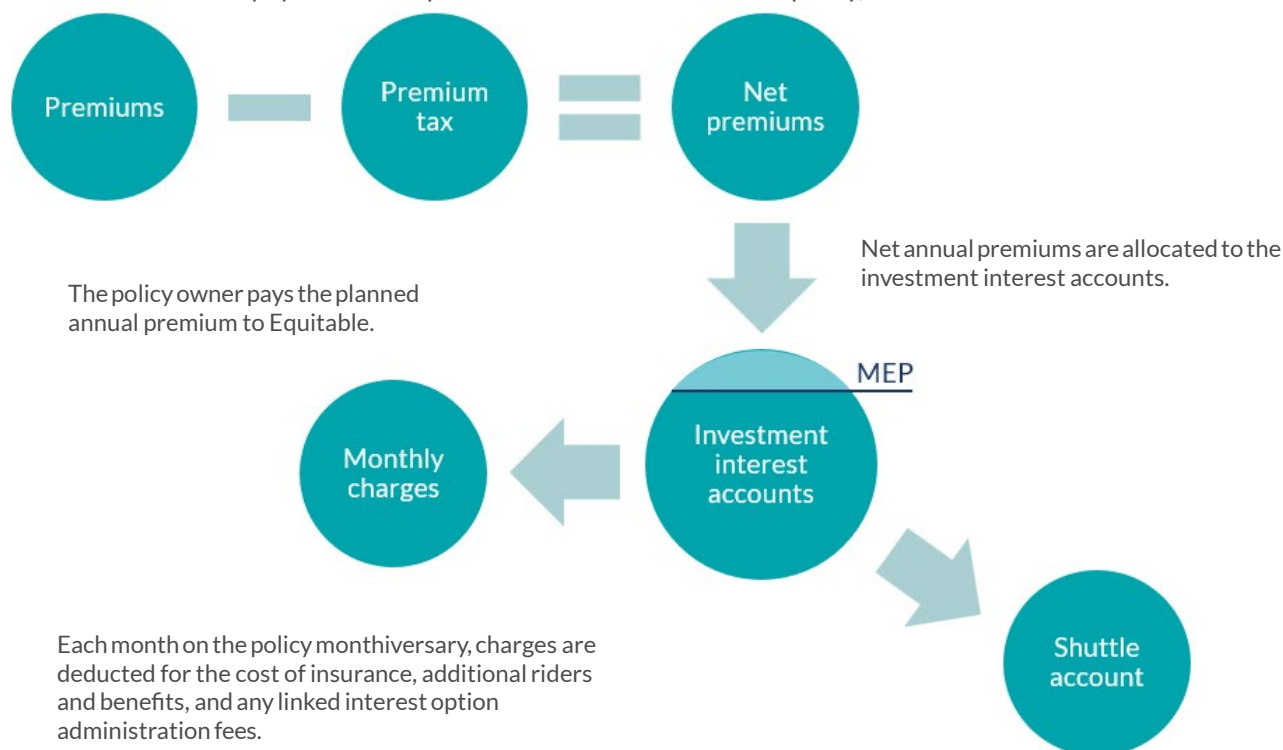 Premiums
Premium
tax
Net
premiums
The policy owner pays the planned
annual premium to Equitable.
Net annual premiums are allocated to the
investment interest accounts.
MEP
Investment
interest
accounts
Monthly
charges
Each month on the policy monthiversary, charges are
deducted for the cost of insurance, additional riders
and benefits, and any linked interest option
administration fees.
Shuttle
account